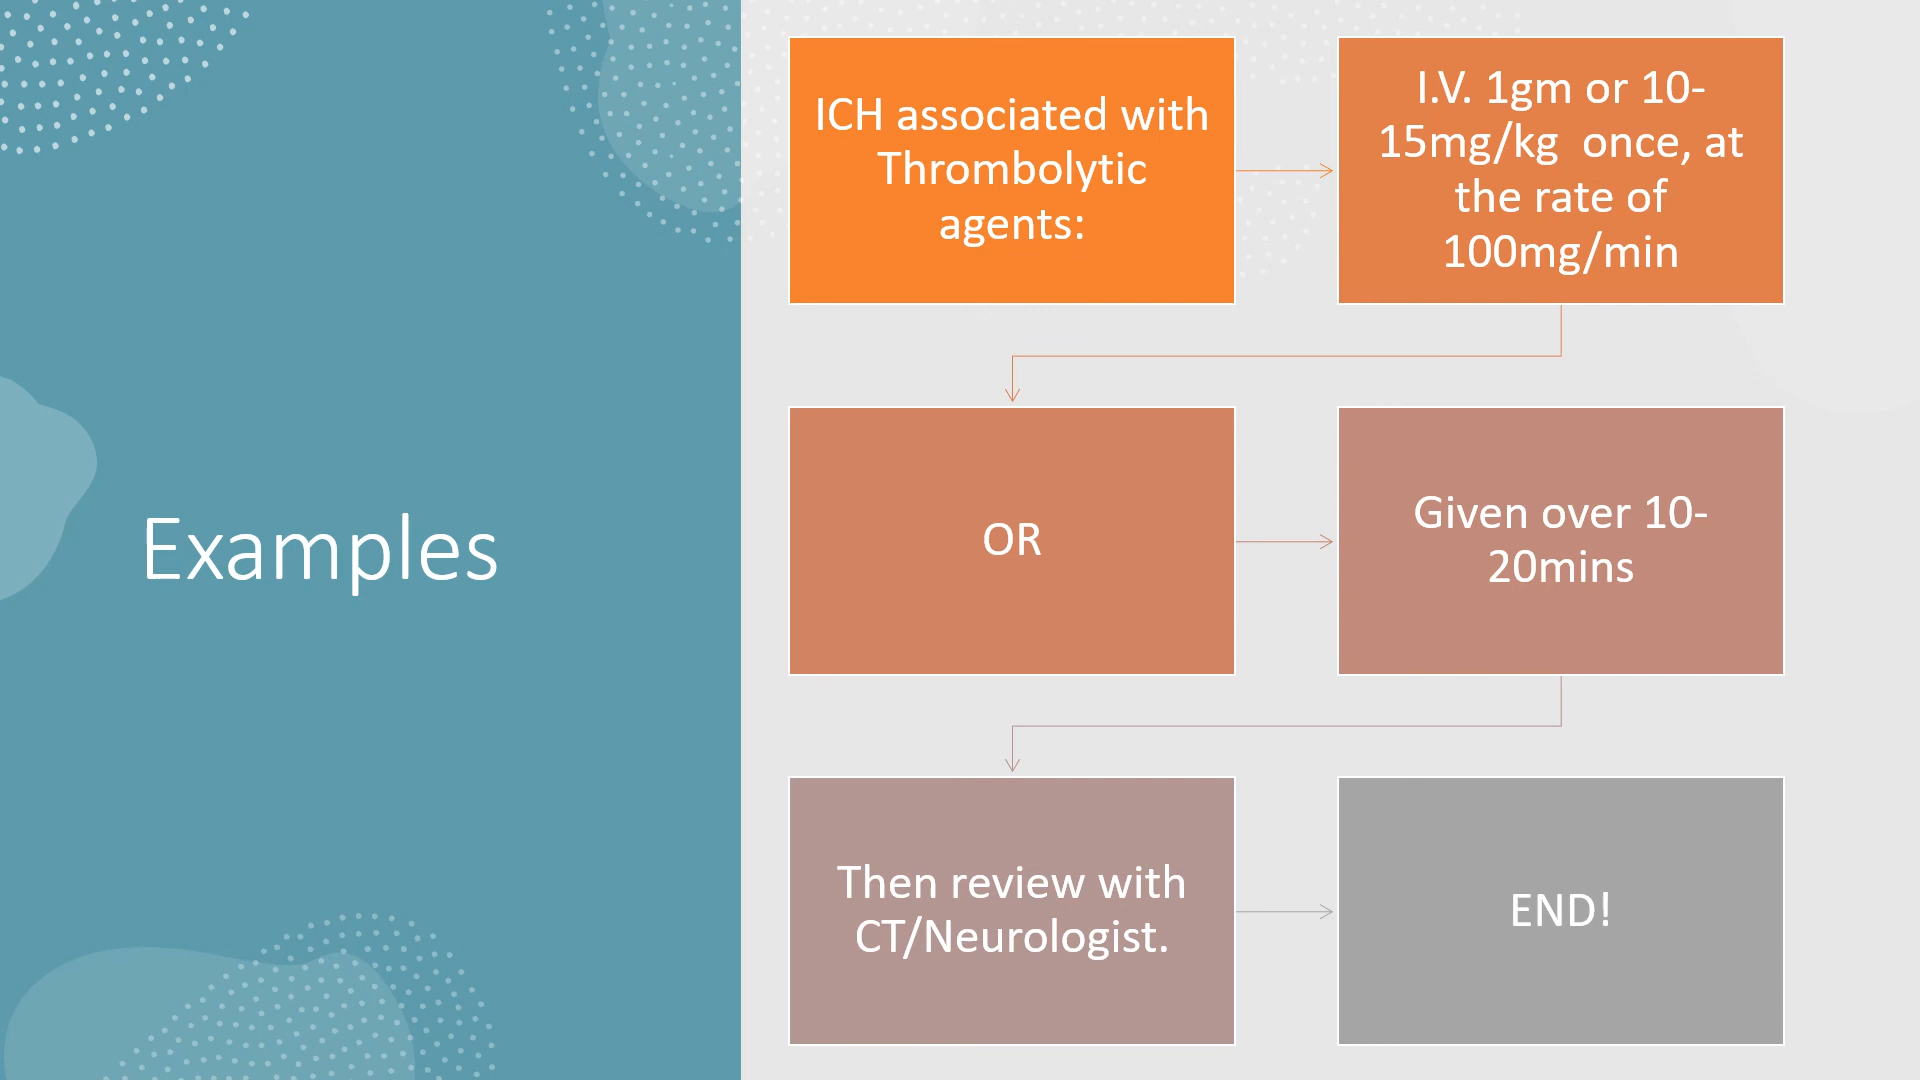 Examples
ICH associated with
Thrombolytic
agents:
I.V. 1gm or 10-
15mg/kg  once, at
the rate of
100mg/min
OR
Given over 10-
20mins
Then review with
CT/Neurologist.
END!